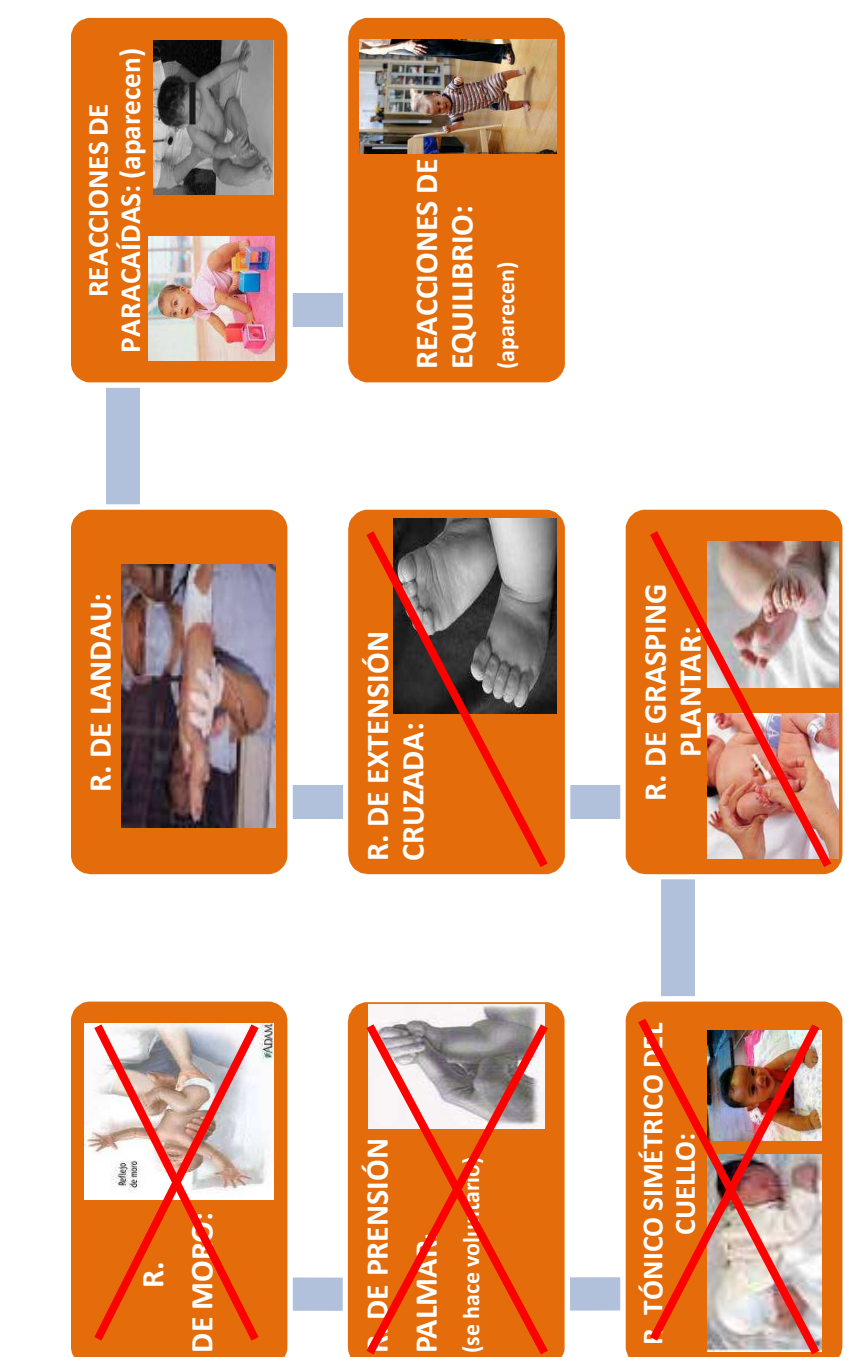 R.
DE MORO:
Reflejo
de moro
ADAM
R. DE PRENSIÓN
PALMAR:
(se hace voluntario)
R. TÓNICO SIMÉTRICO DEL
CUELLO:
R. DE GRASPING
PLANTAR:
R. DE EXTENSIÓN
CRUZADA:
R. DE LANDAU:
REACCIONES DE
PARACAÍDAS: (aparecen)
REACCIONES DE
EQUILIBRIO:
(aparecen)